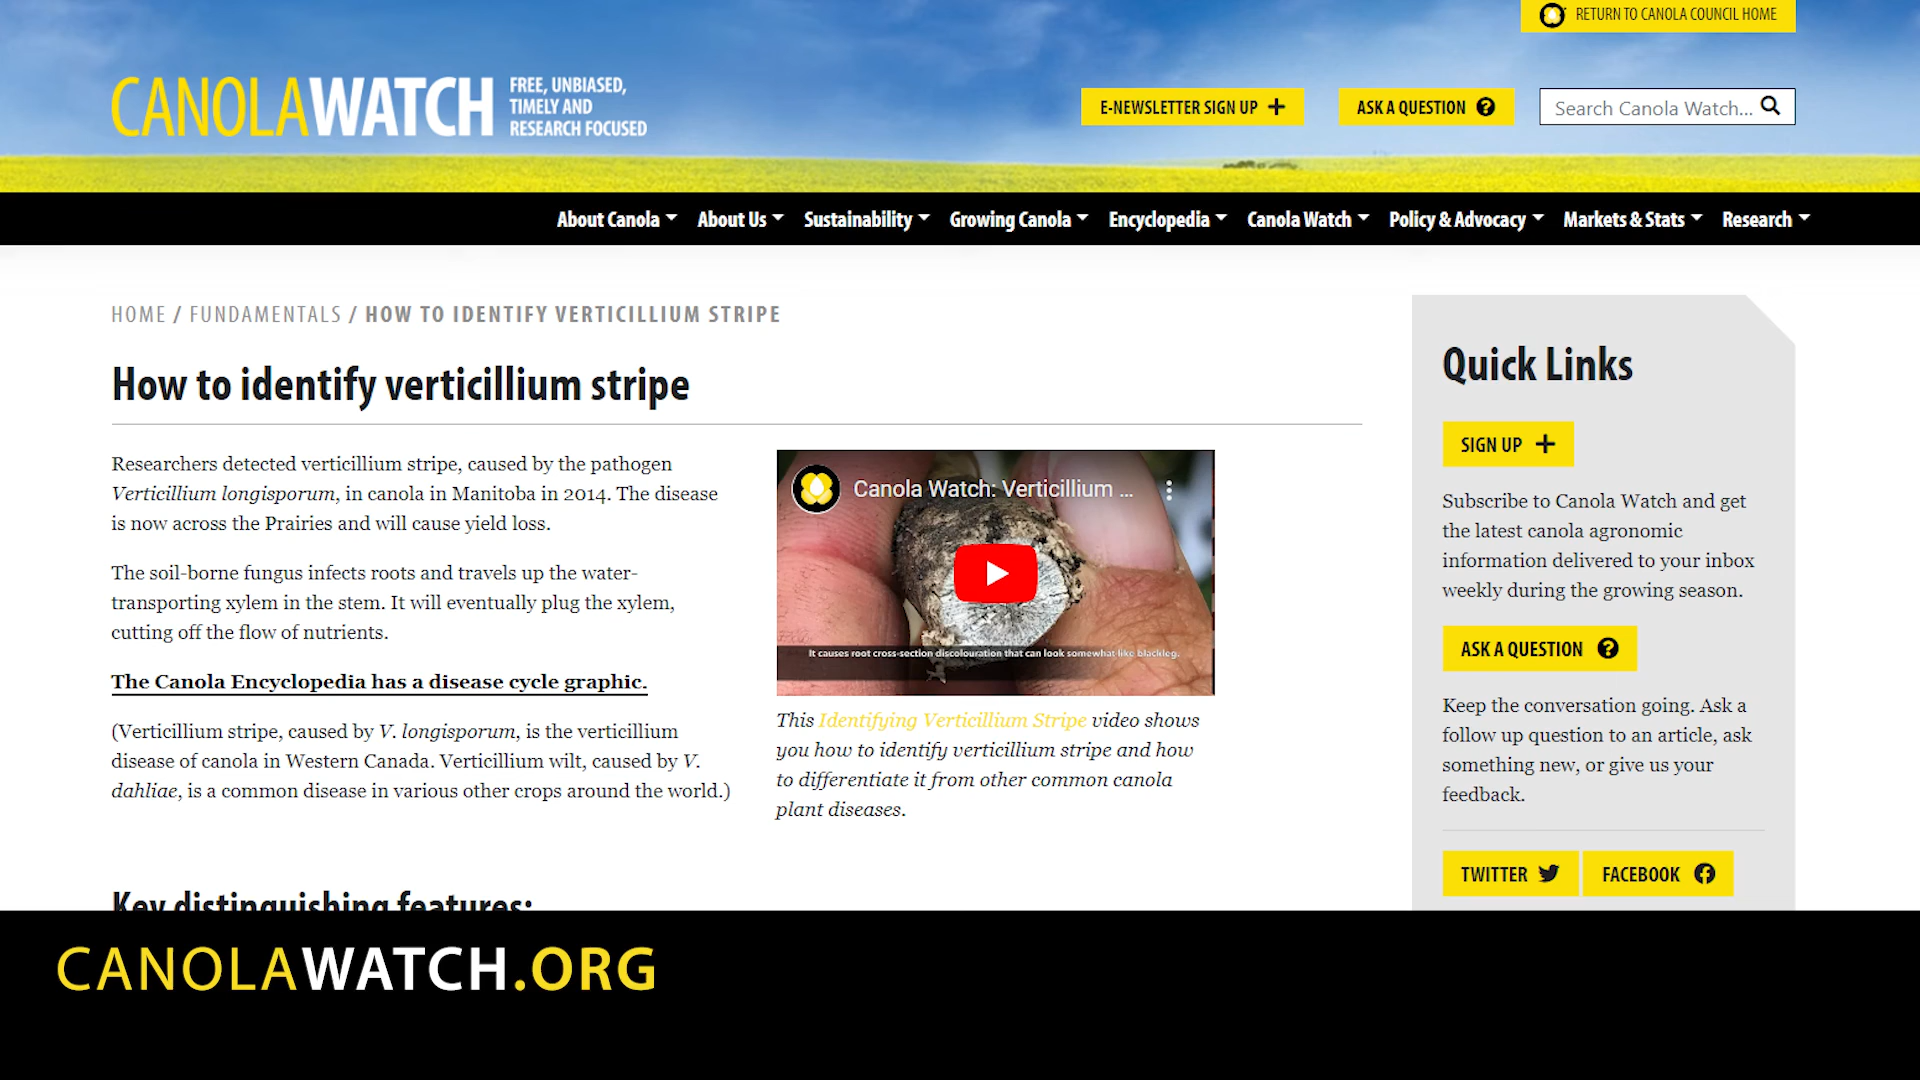 RETURN TO CANOLA COUNCIL HOME
CANOLAWATCH
FREE, UNBIASED,
TIMELY AND
RESEARCH FOCUSED
E-NEWSLETTER SIGN UP
ASK A QUESTION
Search Canola Watch...
About Canola About Us Sustainability Growing Canola Encyclopedia Canola Watch Policy & Advocacy Markets & Stats Research
HOME / FUNDAMENTALS / HOW TO IDENTIFY VERTICILLIUM STRIPE
How to identify verticillium stripe
Researchers detected verticillium stripe, caused by the pathogen
Verticillium longisporum, in canola in Manitoba in 2014. The disease
is now across the Prairies and will cause yield loss.
The soil-borne fungus infects roots and travels up the water-
transporting xylem in the stem. It will eventually plug the xylem,
cutting off the flow of nutrients.
The Canola Encyclopedia has a disease cycle graphic.
(Verticillium stripe, caused by V. longisporum, is the verticillium
disease of canola in Western Canada. Verticillium wilt, caused by V.
dahliae, is a common disease in various other crops around the world.)
Canola Watch: Verticillium ...
It causes root cross-section discolouration that can look somewhat like blackleg.
This Identifying Verticillium Stripe video shows
you how to identify verticillium stripe and how
to differentiate it from other common canola
plant diseases.
Key distinguishing features:
Quick Links
SIGN UP
Subscribe to Canola Watch and get
the latest canola agronomic
information delivered to your inbox
weekly during the growing season.
ASK A QUESTION
Keep the conversation going. Ask a
follow up question to an article, ask
something new, or give us your
feedback.
TWITTER
FACEBOOK
CANOLAWATCH.ORG